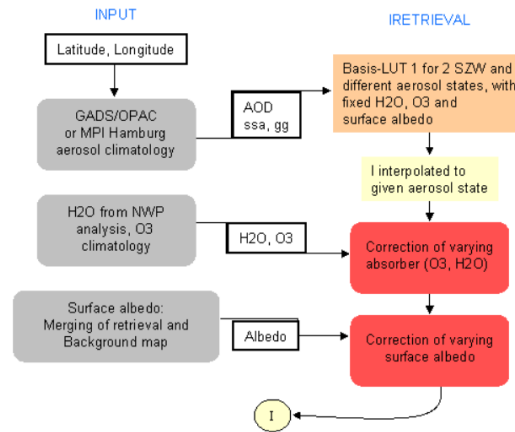 INPUT
IRETRIEVAL
Latitude, Longitude
GADS/OPAC
or MPI Hamburg
aerosol climatology
AOD
ssa, gg
Basis-LUT 1 for 2 SZW and
different aerosol states, with
fixed H2O, O3 and
surface albedo
I interpolated to
given aerosol state
H2O from NWP
analysis, O3
climatology
H2O, O3
Correction of varying
absorber (O3, H2O)
Surface albedo:
Merging of retrieval and
Background map
Albedo
Correction of varying
surface albedo
I